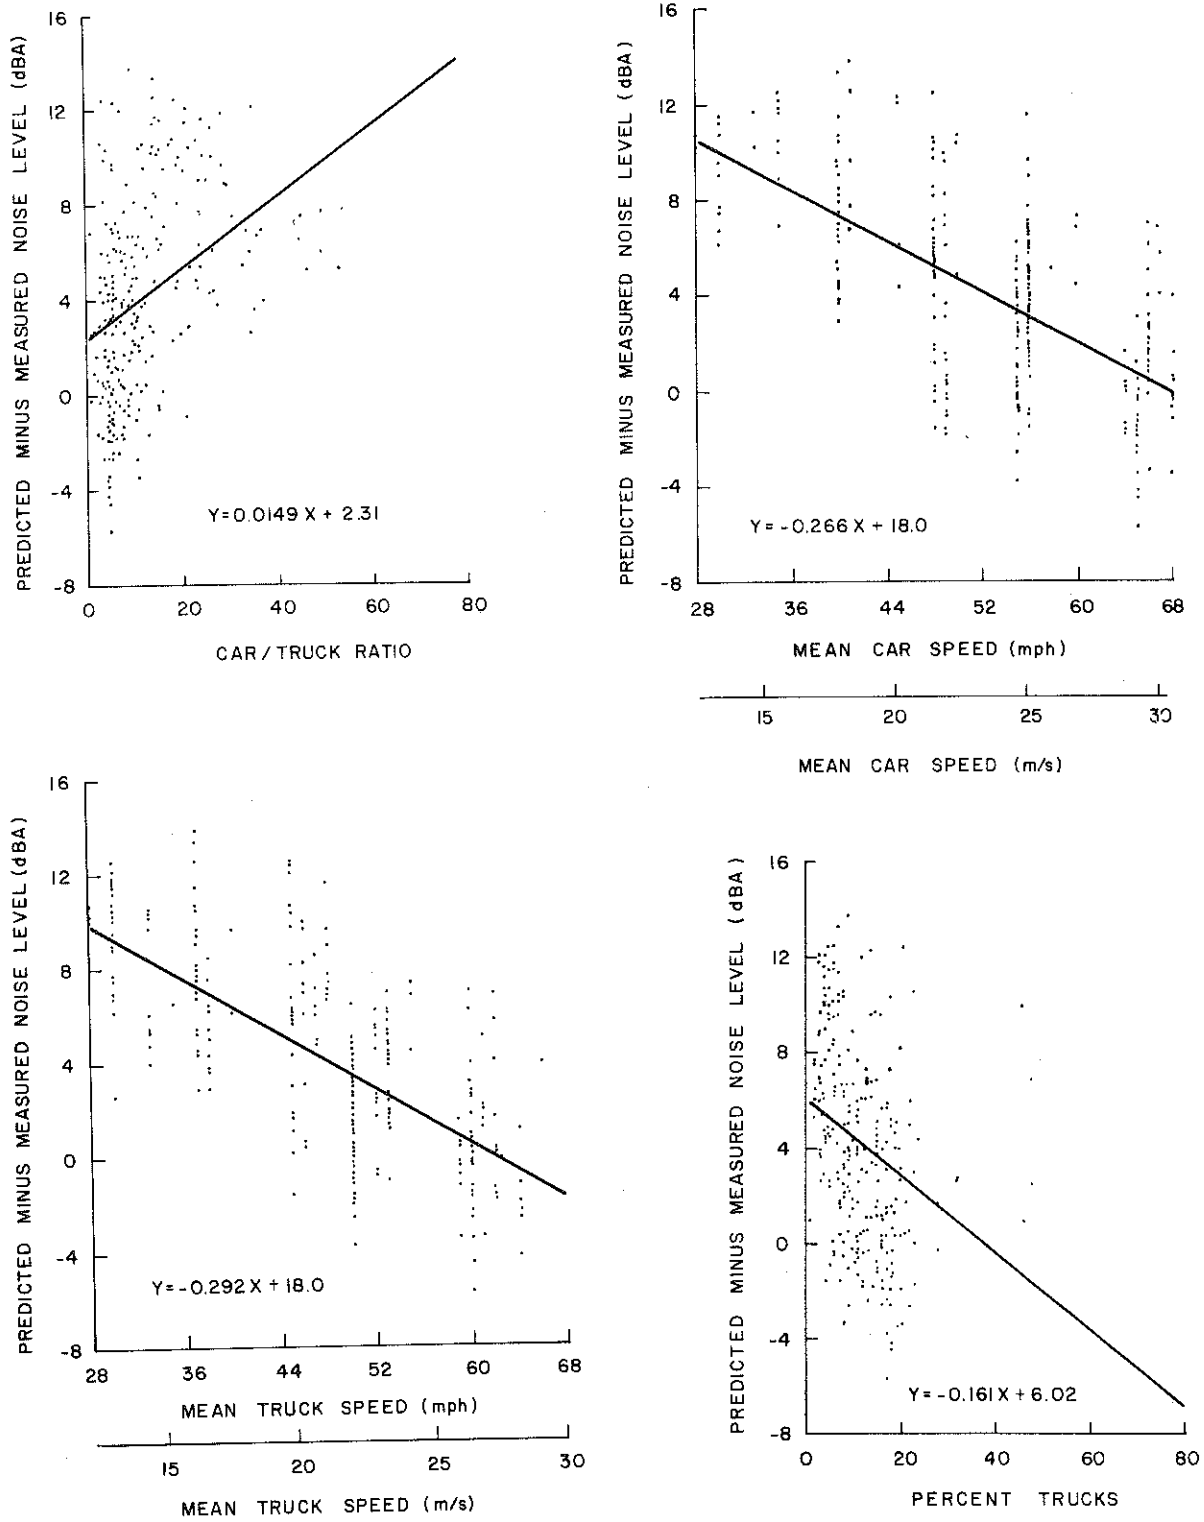 PREDICTED MINUS MEASURED NOISE LEVEL (dBA)
16
12
8
4
0
-4
-8
Y=0.0149 X + 2.31
0 20 40 60 80
CAR/TRUCK RATIO
PREDICTED MINUS MEASURED NOISE LEVEL (dBA)
16
12
8
4
0
-4
-8
Y=-0.266 X + 18.0
28 36 44 52 60 68
MEAN CAR SPEED (mph)
15 20 25 30
MEAN CAR SPEED (m/s)
PREDICTED MINUS MEASURED NOISE LEVEL (dBA)
16
12
8
4
0
-4
-8
Y=-0.292 X + 18.0
28 36 44 52 60 68
MEAN TRUCK SPEED (mph)
15 20 25 30
MEAN TRUCK SPEED (m/s)
PREDICTED MINUS MEASURED NOISE LEVEL (dBA)
16
12
8
4
0
-4
-8
Y=-0.161 X + 6.02
0 20 40 60 80
PERCENT TRUCKS